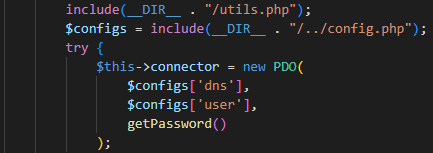 include(__DIR__ . "/utils.php");
$configs = include(__DIR__ . "/../config.php");
try {
$this->connector = new PDO(
$configs['dns'],
$configs['user'],
getPassword()
);